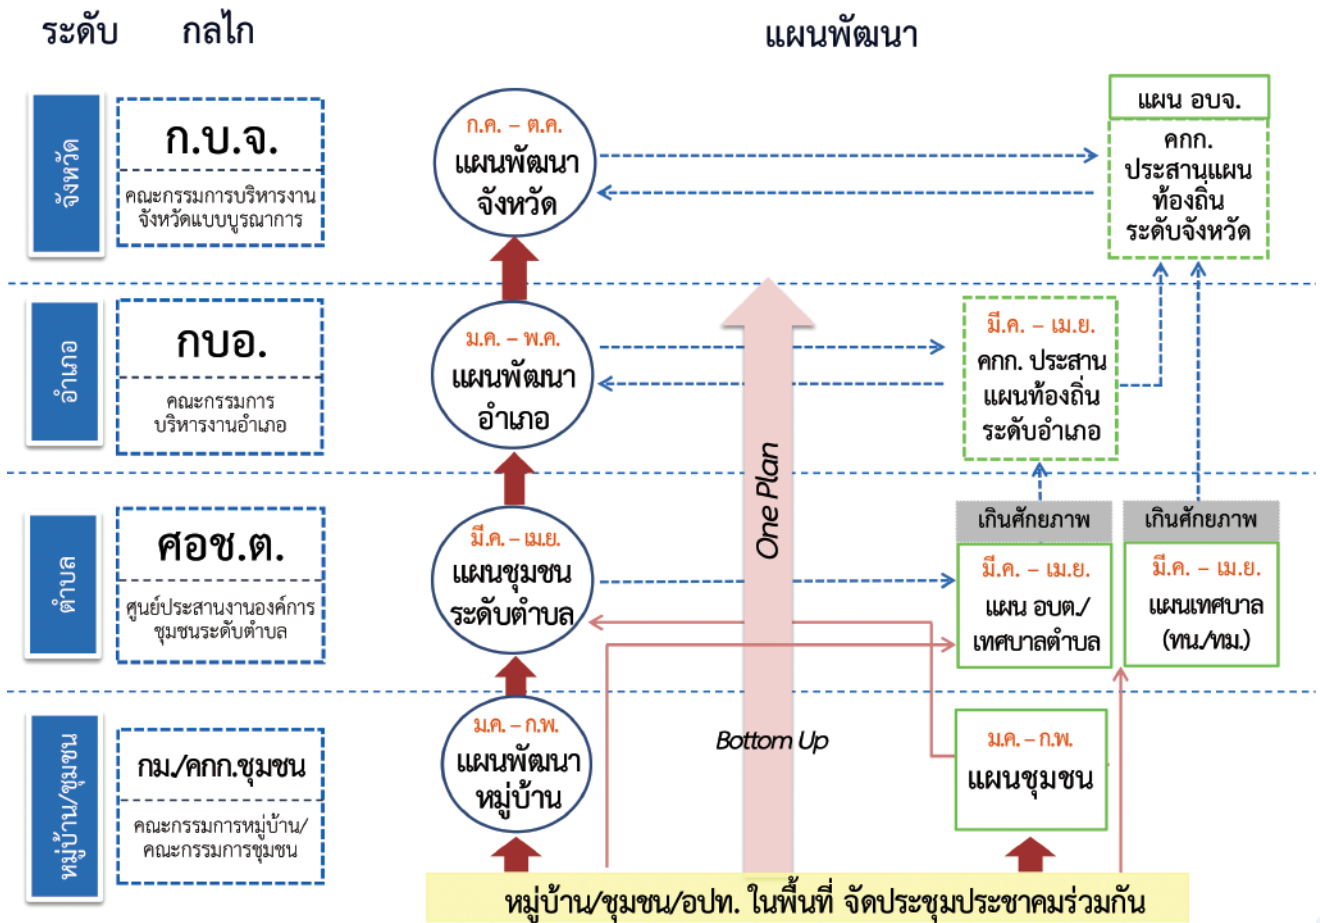 ระดับ กลไก แผนพัฒนา
จังหวัด
ก.บ.จ.
คณะกรรมการบริหารงาน
จังหวัดแบบบูรณาการ
ก.ค. – ต.ค.
แผนพัฒนา
จังหวัด
แผน อบจ.
คกก.
ประสานแผน
ท้องถิ่น
ระดับจังหวัด
อำเภอ
กบอ.
คณะกรรมการ
บริหารงานอำเภอ
ม.ค. – พ.ค.
แผนพัฒนา
อำเภอ
มี.ค. – เม.ย.
คกก. ประสาน
แผนท้องถิ่น
ระดับอำเภอ
One Plan
ตำบล
ศอช.ต.
ศูนย์ประสานงานองค์การ
ชุมชนระดับตำบล
มี.ค. – เม.ย.
แผนชุมชน
ระดับตำบล
เกินศักยภาพ
มี.ค. – เม.ย.
แผน อบต./
เทศบาลตำบล
เกินศักยภาพ
มี.ค. – เม.ย.
แผนเทศบาล
(ทน./ทม.)
หมู่บ้าน/ชุมชน
กม./คกก.ชุมชน
คณะกรรมการหมู่บ้าน/
คณะกรรมการชุมชน
ม.ค. – ก.พ.
แผนพัฒนา
หมู่บ้าน
Bottom Up
ม.ค. – ก.พ.
แผนชุมชน
หมู่บ้าน/ชุมชน/อปท. ในพื้นที่ จัดประชุมประชาคมร่วมกัน